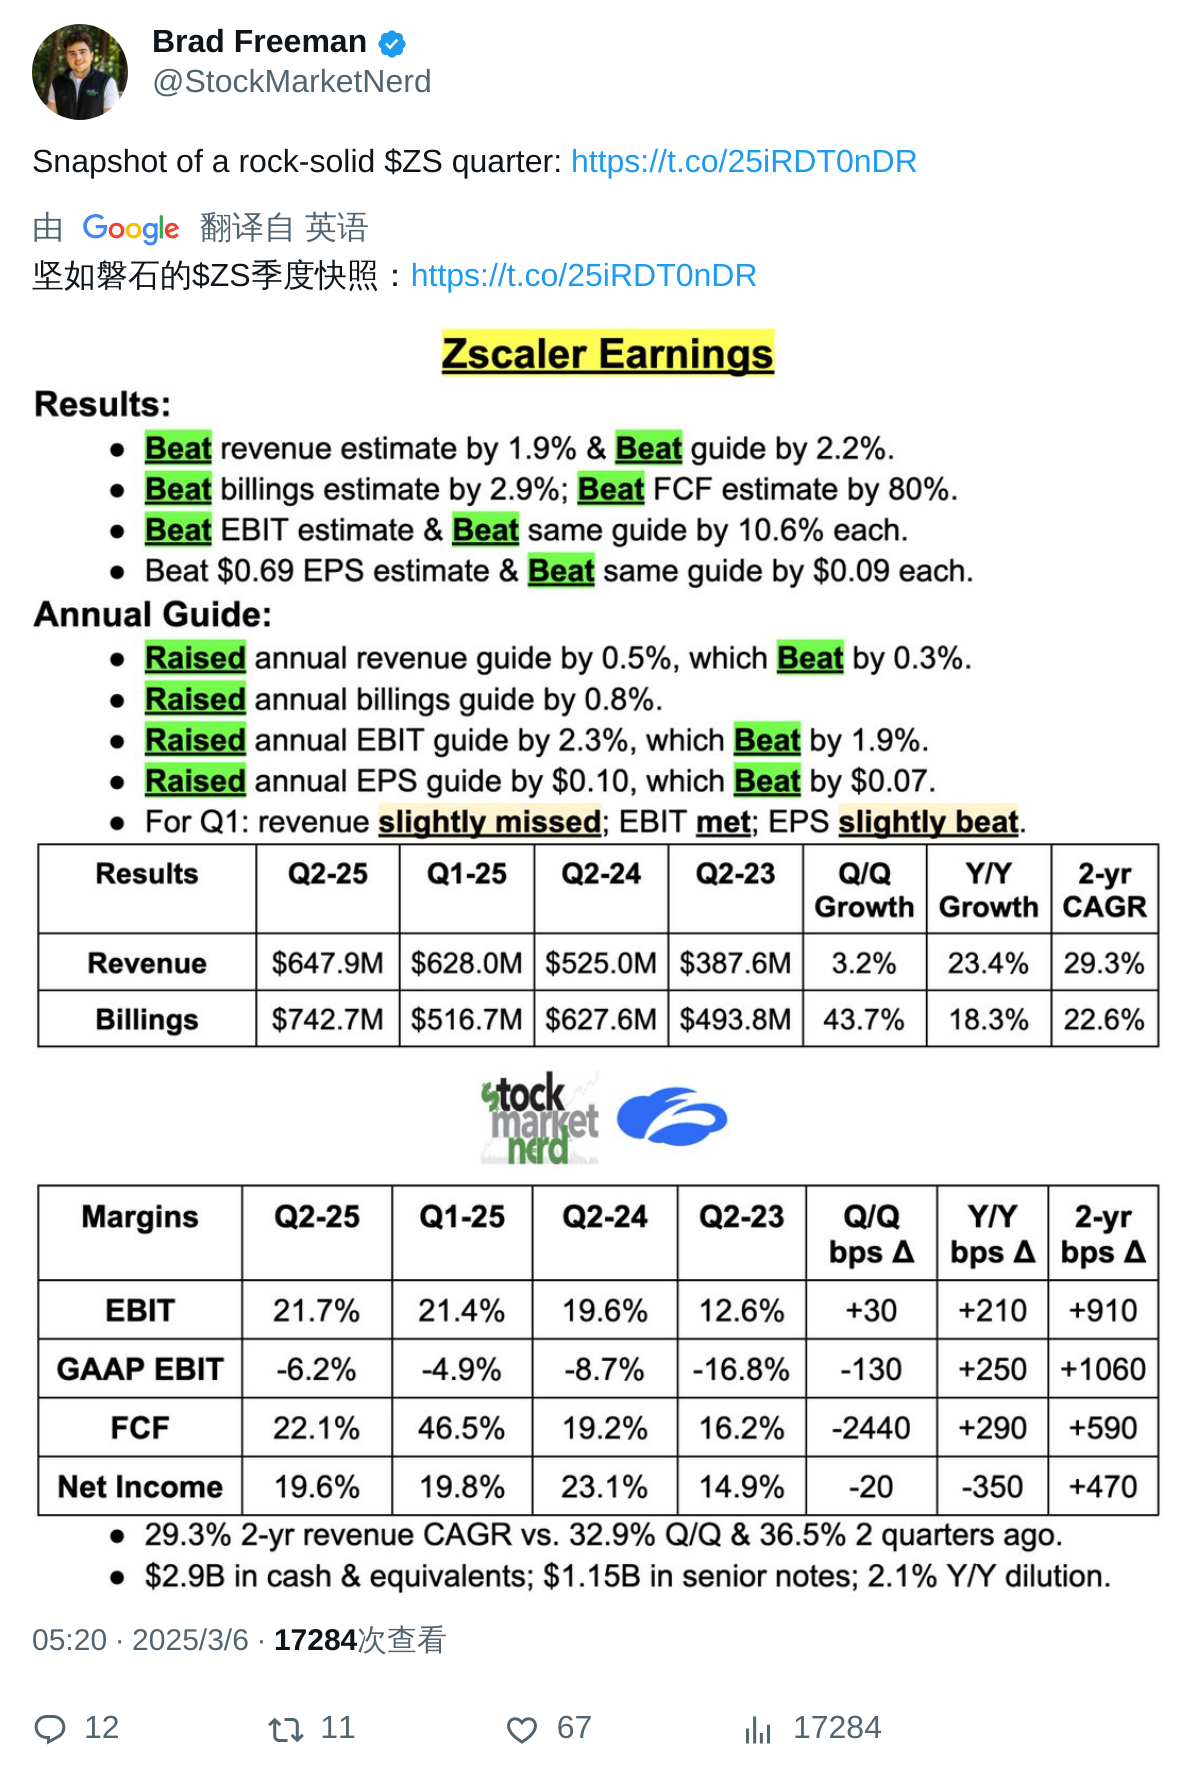 Brad Freeman
@StockMarketNerd
Snapshot of a rock-solid $ZS quarter: https://t.co/25iRDT0nDR
由 Google 翻译自 英语
坚如磐石的$ZS季度快照：https://t.co/25iRDT0nDR
Zscaler Earnings
Results:
● Beat revenue estimate by 1.9% & Beat guide by 2.2%.
● Beat billings estimate by 2.9%; Beat FCF estimate by 80%.
● Beat EBIT estimate & Beat same guide by 10.6% each.
● Beat $0.69 EPS estimate & Beat same guide by $0.09 each.
Annual Guide:
● Raised annual revenue guide by 0.5%, which Beat by 0.3%.
● Raised annual billings guide by 0.8%.
● Raised annual EBIT guide by 2.3%, which Beat by 1.9%.
● Raised annual EPS guide by $0.10, which Beat by $0.07.
● For Q1: revenue slightly missed; EBIT met; EPS slightly beat.
Results Q2-25 Q1-25 Q2-24 Q2-23 Q/Q Growth Y/Y Growth 2-yr CAGR
Revenue $647.9M $628.0M $525.0M $387.6M 3.2% 23.4% 29.3%
Billings $742.7M $516.7M $627.6M $493.8M 43.7% 18.3% 22.6%
$tock
market
nerd
Margins Q2-25 Q1-25 Q2-24 Q2-23 Q/Q bps Δ Y/Y bps Δ 2-yr bps Δ
EBIT 21.7% 21.4% 19.6% 12.6% +30 +210 +910
GAAP EBIT -6.2% -4.9% -8.7% -16.8% -130 +250 +1060
FCF 22.1% 46.5% 19.2% 16.2% -2440 +290 +590
Net Income 19.6% 19.8% 23.1% 14.9% -20 -350 +470
● 29.3% 2-yr revenue CAGR vs. 32.9% Q/Q & 36.5% 2 quarters ago.
● $2.9B in cash & equivalents; $1.15B in senior notes; 2.1% Y/Y dilution.
05:20 · 2025/3/6 · 17284次查看
12 11 67 17284